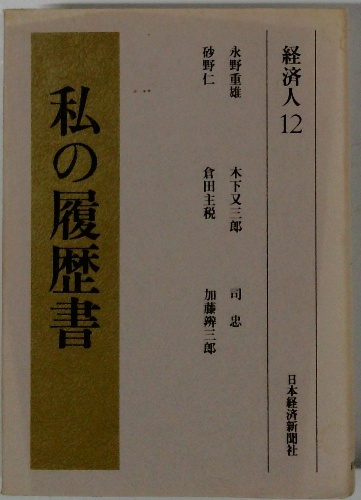 経済人 12
永野重雄 木下又三郎 司忠
砂野仁 倉田主税 加藤辨三郎
私の履歴書
日本経済新聞社